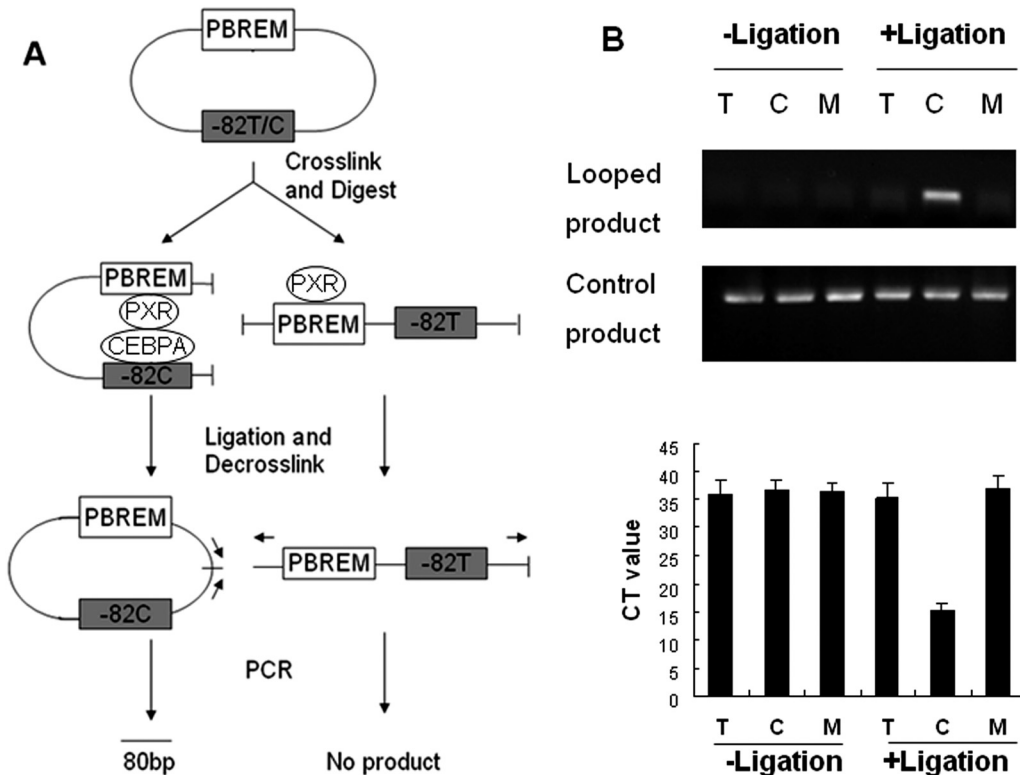 A
PBREM
-82T/C
Crosslink
and Digest
PBREM
PXR
CEBPA
-82C
PXR
PBREM
-82T
Ligation and
Decrosslink
PBREM
-82C
PBREM
-82T
PCR
80bp
No product
B
-Ligation +Ligation
T C M T C M
Looped
product
Control
product
CT value
45
40
35
30
25
20
15
10
5
0
T C M T C M
-Ligation +Ligation